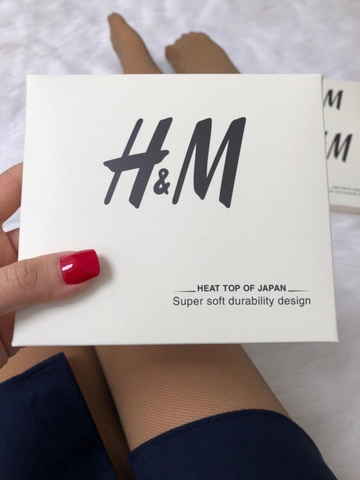 H&M
HEAT TOP OF JAPAN
Super soft durability design
M
M